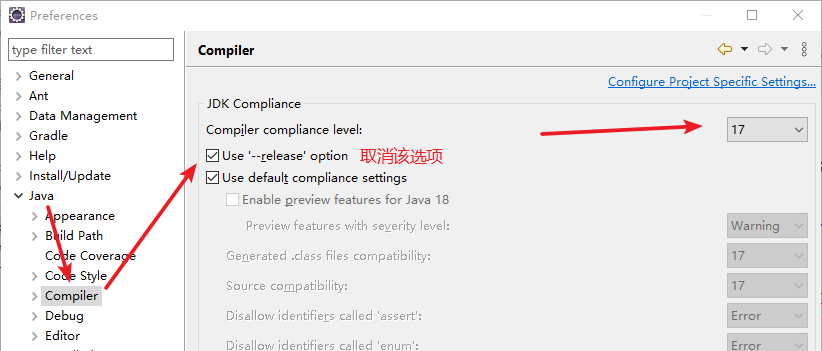 Preferences
type filter text
General
Ant
Data Management
Gradle
Help
Install/Update
Java
Appearance
Build Path
Code Coverage
Code Style
Compiler
Debug
Editor
Compiler
Configure Project Specific Settings...
JDK Compliance
Compiler compliance level: 17
Use '--release' option 取消该选项
Use default compliance settings
Enable preview features for Java 18
Preview features with severity level: Warning
Generated .class files compatibility: 17
Source compatibility: 17
Disallow identifiers called 'assert': Error
Disallow identifiers called 'enum': Error